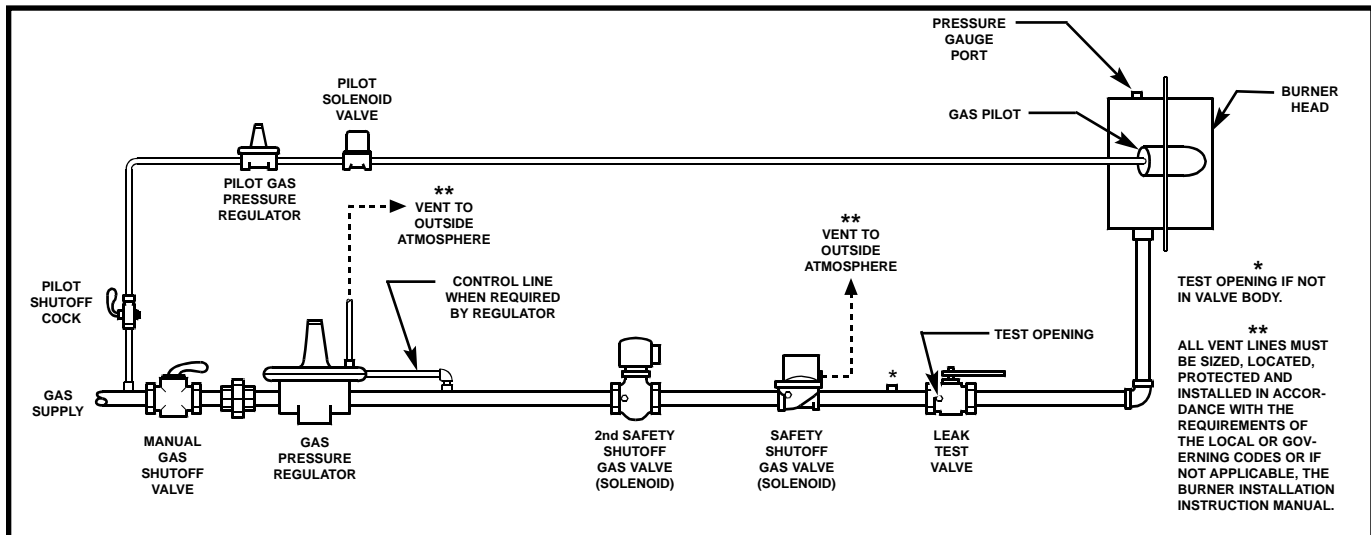 PRESSURE
GAUGE
PORT
PILOT
SOLENOID
VALVE
BURNER
HEAD
GAS PILOT
PILOT GAS
PRESSURE
REGULATOR
**
VENT TO
OUTSIDE
ATMOSPHERE
**
VENT TO
OUTSIDE
ATMOSPHERE
PILOT
SHUTOFF
COCK
CONTROL LINE
WHEN REQUIRED
BY REGULATOR
*
TEST OPENING IF NOT
IN VALVE BODY.
TEST OPENING
*
**
ALL VENT LINES MUST
BE SIZED, LOCATED,
PROTECTED AND
INSTALLED IN ACCOR-
DANCE WITH THE
REQUIREMENTS OF
THE LOCAL OR GOV-
ERNING CODES OR IF
NOT APPLICABLE, THE
BURNER INSTALLATION
INSTRUCTION MANUAL.
GAS
SUPPLY
MANUAL
GAS
SHUTOFF
VALVE
GAS
PRESSURE
REGULATOR
2nd SAFETY
SHUTOFF
GAS VALVE
(SOLENOID)
SAFETY
SHUTOFF
GAS VALVE
(SOLENOID)
LEAK
TEST
VALVE